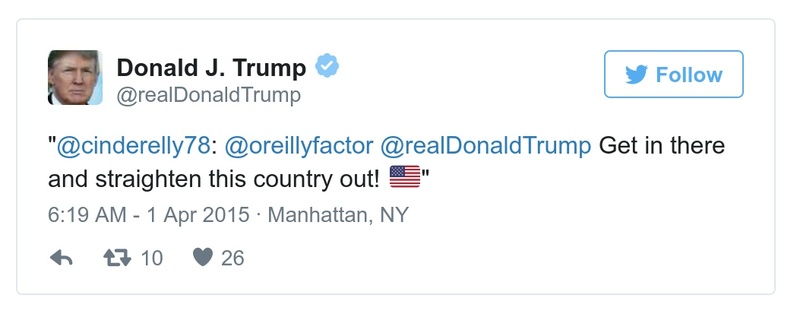 Donald J. Trump
@realDonaldTrump
Follow
"@cinderelly78: @oreillyfactor @realDonaldTrump Get in there
and straighten this country out! 🇺🇸"
6:19 AM - 1 Apr 2015 · Manhattan, NY
10 26